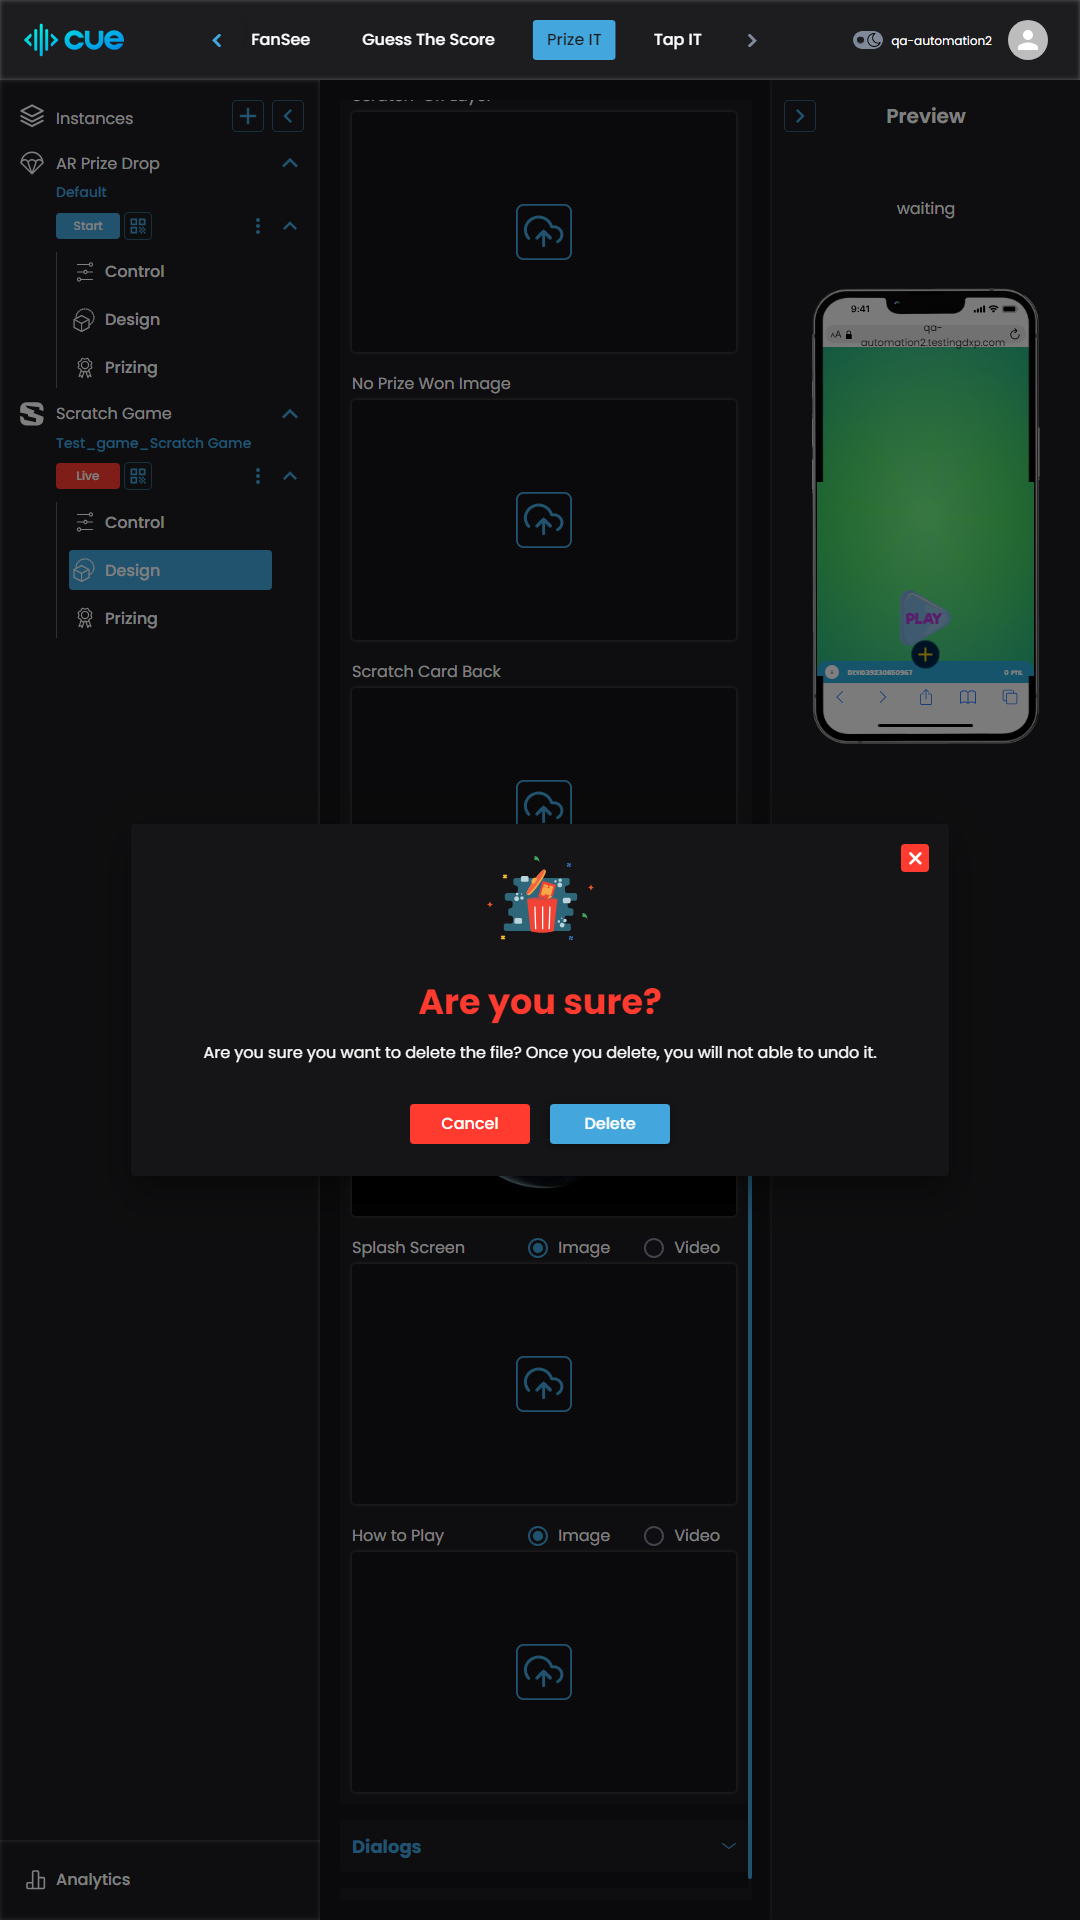 cue
FanSee
Guess The Score
Prize IT
Tap IT
qa-automation2
Instances
AR Prize Drop
Default
Start
Control
Design
Prizing
Scratch Game
Test_game_Scratch Game
Live
Control
Design
Prizing
Analytics
No Prize Won Image
Scratch Card Back
Are you sure?
Are you sure you want to delete the file? Once you delete, you will not able to undo it.
Cancel
Delete
Splash Screen
Image
Video
How to Play
Image
Video
Dialogs
Preview
waiting
9:41
AA
qa-
automation2.testingdxp.com
PLAY